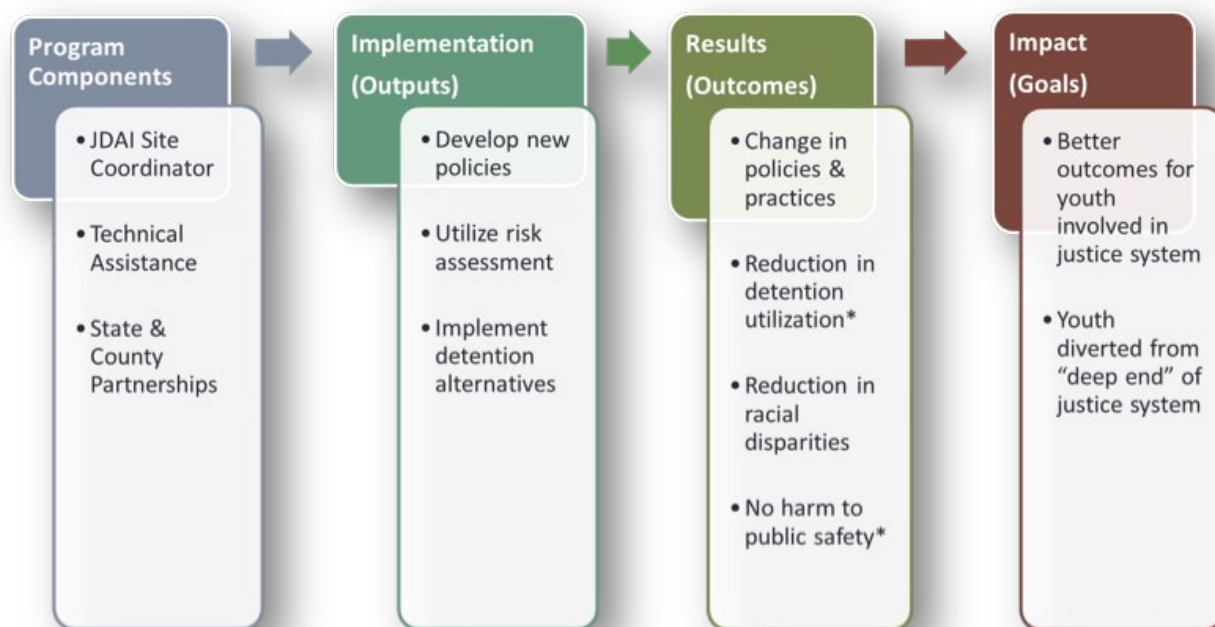 Program
Components
• JDAI Site
Coordinator
• Technical
Assistance
• State &
County
Partnerships
Implementation
(Outputs)
• Develop new
policies
• Utilize risk
assessment
• Implement
detention
alternatives
Results
(Outcomes)
• Change in
policies &
practices
• Reduction in
detention
utilization*
• Reduction in
racial
disparities
• No harm to
public safety*
Impact
(Goals)
• Better
outcomes for
youth
involved in
justice system
• Youth
diverted from
“deep end” of
justice system